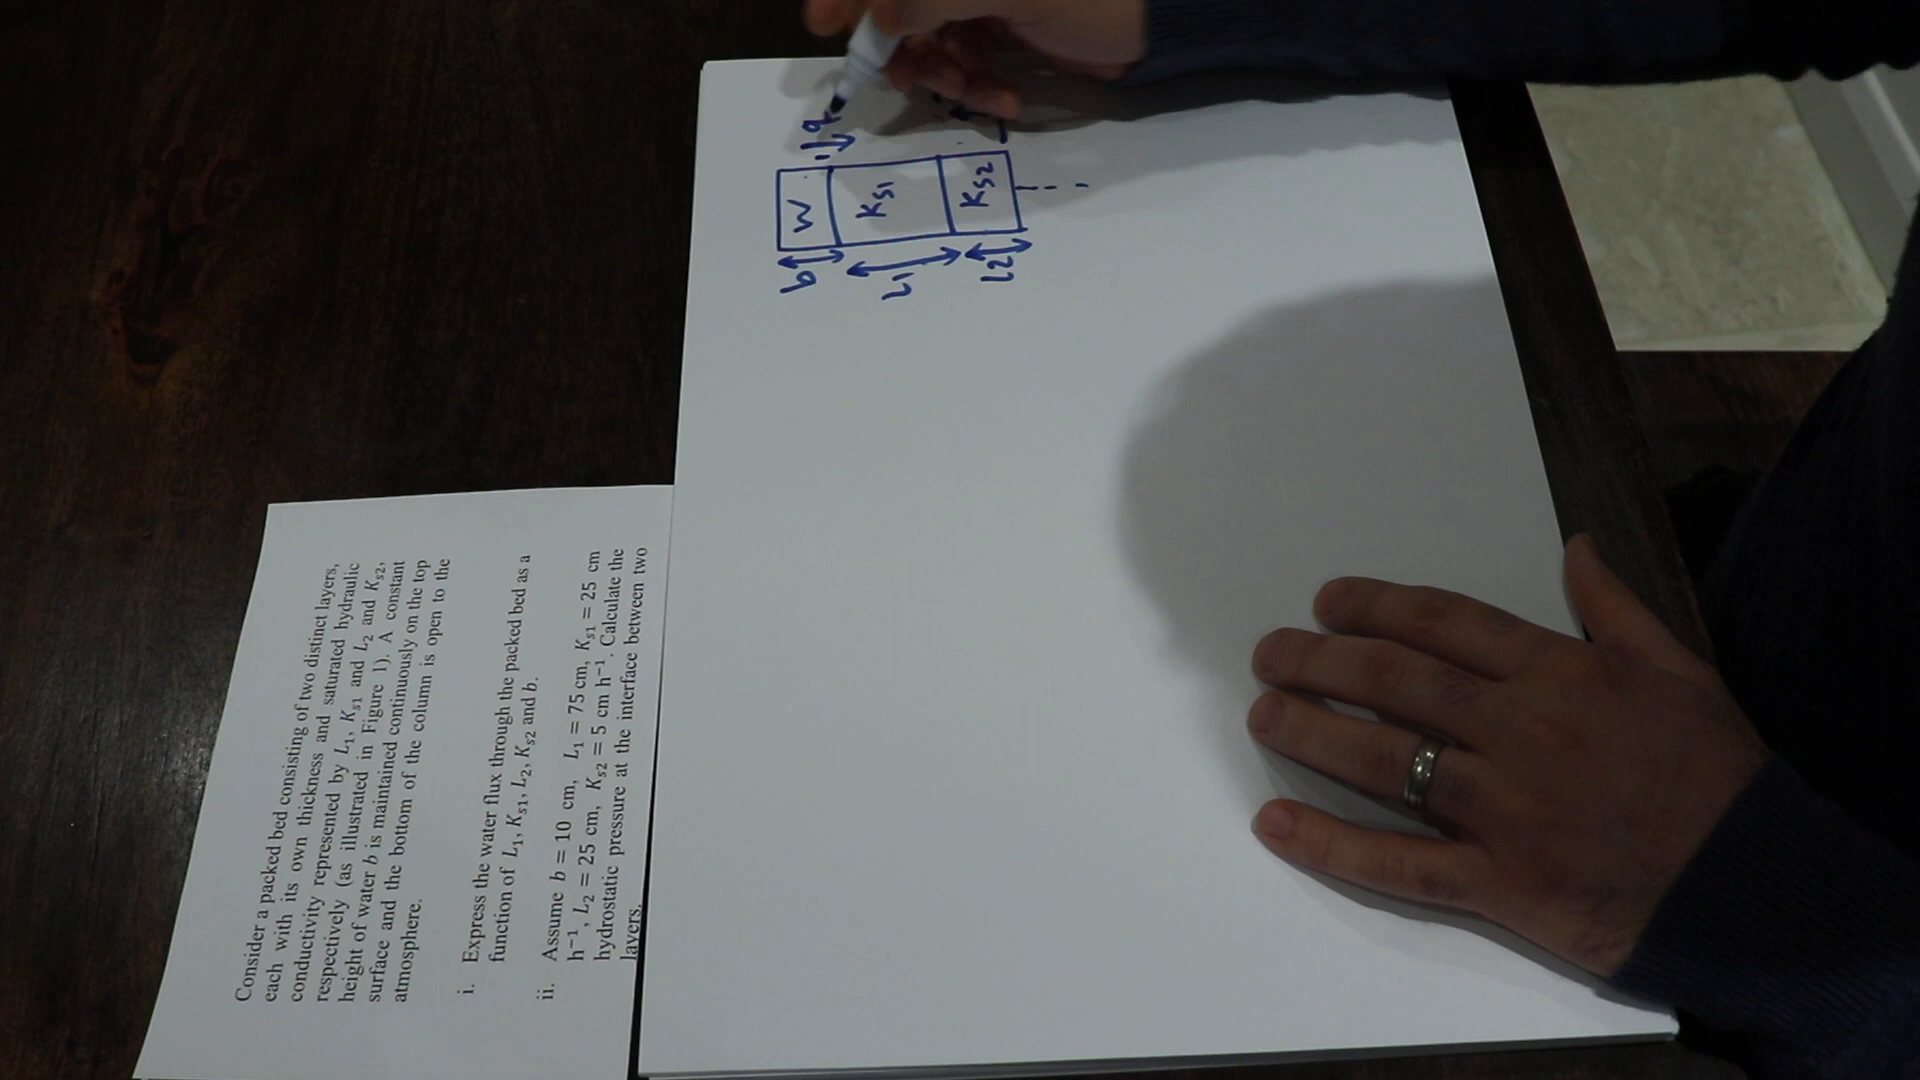 Consider a packed bed consisting of two distinct layers,
each with its own thickness and saturated hydraulic
conductivity represented by L₁, Kₛ₁ and L₂ and Kₛ₂,
respectively (as illustrated in Figure 1). A constant
height of water b is maintained continuously on the top
surface and the bottom of the column is open to the
atmosphere.
i. Express the water flux through the packed bed as a
function of L₁, Kₛ₁, L₂, Kₛ₂ and b.
ii. Assume b = 10 cm, L₁ = 75 cm, Kₛ₁ = 25 cm
h⁻¹, L₂ = 25 cm, Kₛ₂ = 5 cm h⁻¹. Calculate the
hydrostatic pressure at the interface between two
layers.
b W
L1 Ks1
L2 Ks2